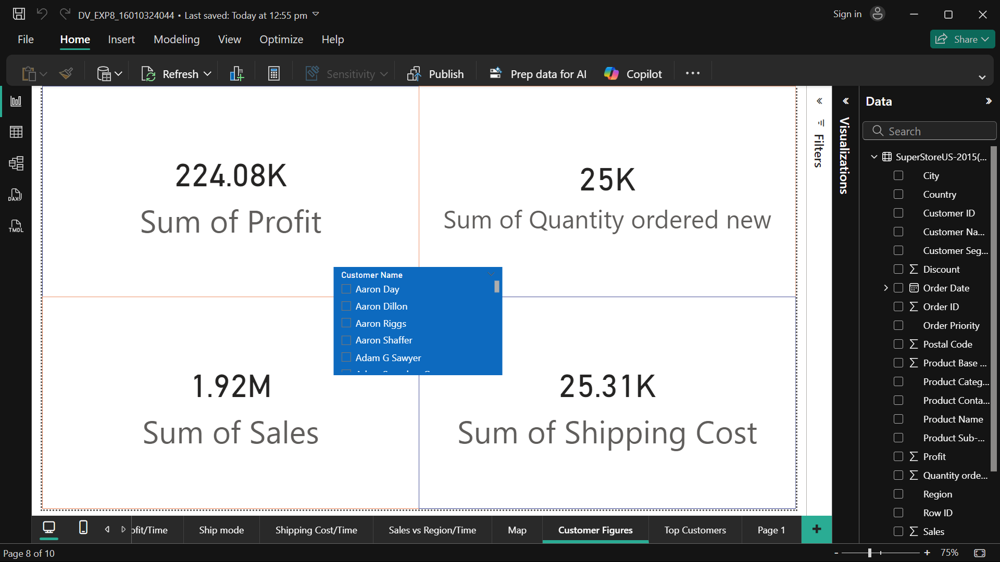 DV_EXP8_16010324044 • Last saved: Today at 12:55 pm
Sign in
File Home Insert Modeling View Optimize Help
Share
Refresh
Sensitivity
Publish
Prep data for AI
Copilot
DAX
TMDL
224.08K
Sum of Profit
25K
Sum of Quantity ordered new
Customer Name
Aaron Day
Aaron Dillon
Aaron Riggs
Aaron Shaffer
Adam G Sawyer
1.92M
Sum of Sales
25.31K
Sum of Shipping Cost
Filters
Visualizations
Data
Search
SuperStoreUS-2015(...
City
Country
Customer ID
Customer Na...
Customer Seg...
Discount
Order Date
Order ID
Order Priority
Postal Code
Product Base ...
Product Categ...
Product Conta...
Product Name
Product Sub-...
Profit
Quantity orde...
Region
Row ID
Sales
ofit/Time
Ship mode
Shipping Cost/Time
Sales vs Region/Time
Map
Customer Figures
Top Customers
Page 1
Page 8 of 10
75%